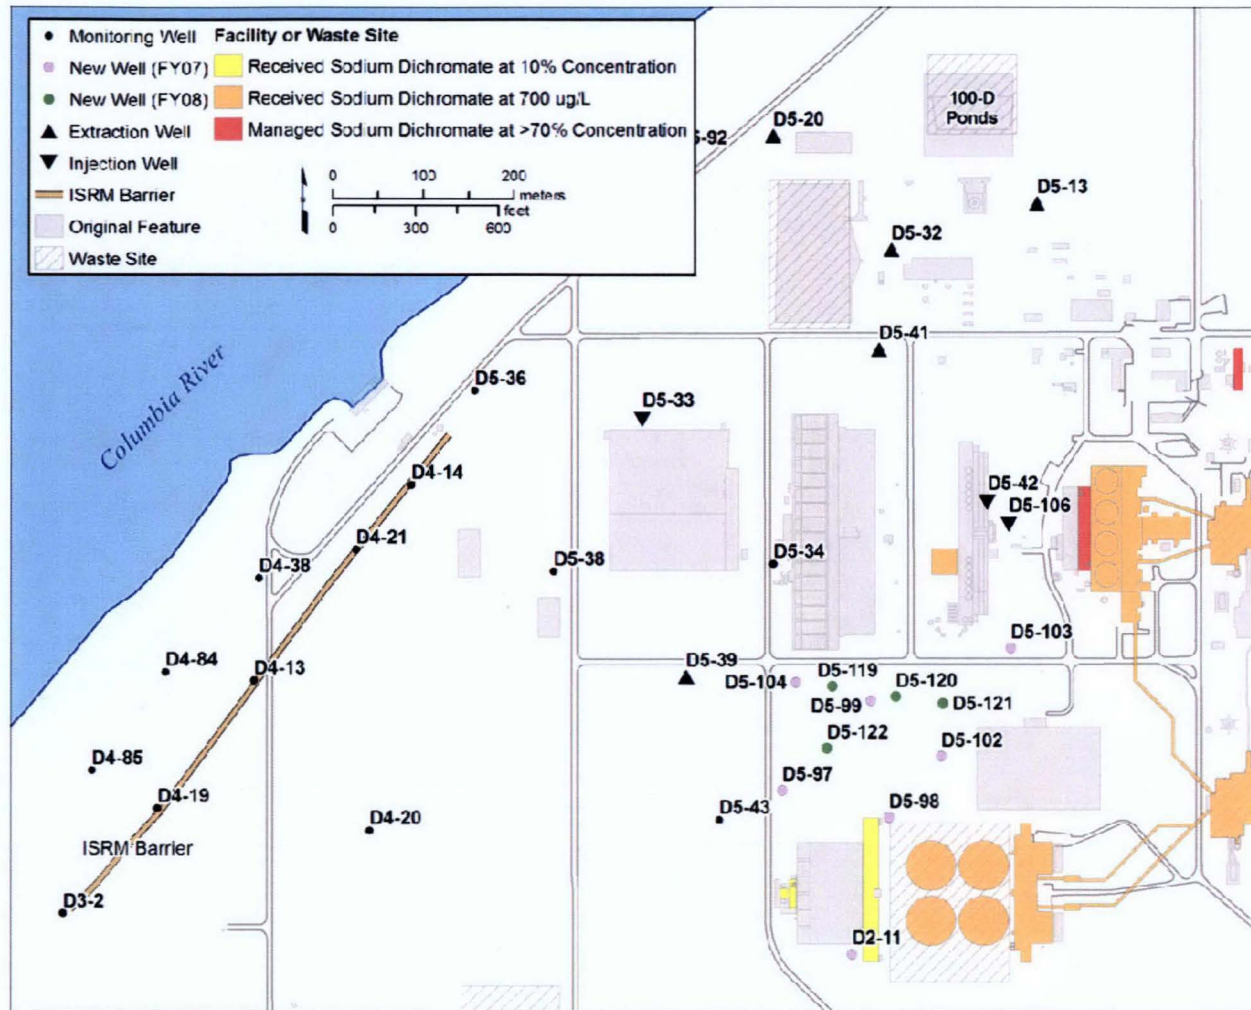 Monitoring Well
Facility or Waste Site
New Well (FY07)
Received Sodium Dichromate at 10% Concentration
New Well (FY08)
Received Sodium Dichromate at 700 ug/L
Extraction Well
Managed Sodium Dichromate at >70% Concentration
Injection Well
ISRM Barrier
Original Feature
Waste Site
0 100 200
meters
feet
0 300 600
-92
D5-20
100-D
Ponds
D5-13
D5-32
D5-41
Columbia River
D5-36
D5-33
D4-14
D5-42
D5-106
D4-21
D4-38
D5-38
D5-34
D5-103
D4-84
D4-13
D5-39
D5-104
D5-119
D5-120
D5-99
D5-121
D5-122
D5-102
D4-85
D5-97
D4-19
D4-20
D5-43
D5-98
ISRM Barrier
D3-2
D2-11